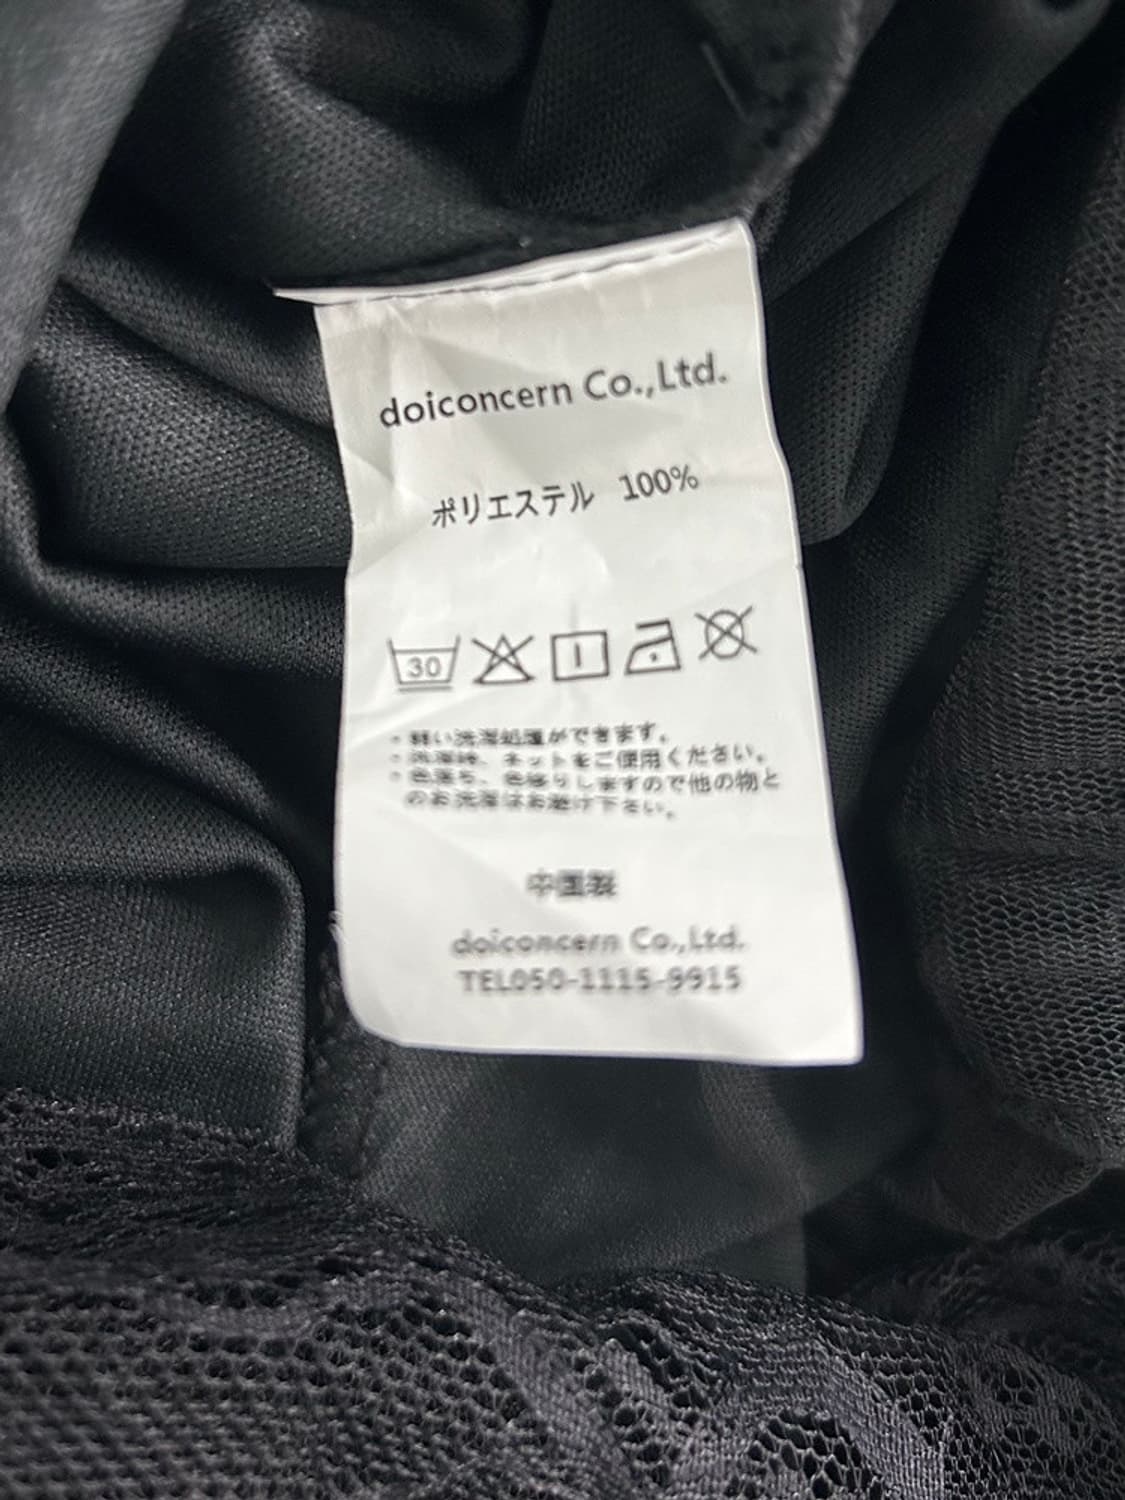 doiconcern Co.,Ltd.
ポリエステル 100%
30
・軽い洗濯処理ができます。
・洗濯時、ネットをご使用ください。
・色落ち、色移りしますので他の物と
のお洗濯はお避け下さい。
中国製
doiconcern Co.,Ltd.
TEL050-1115-9915